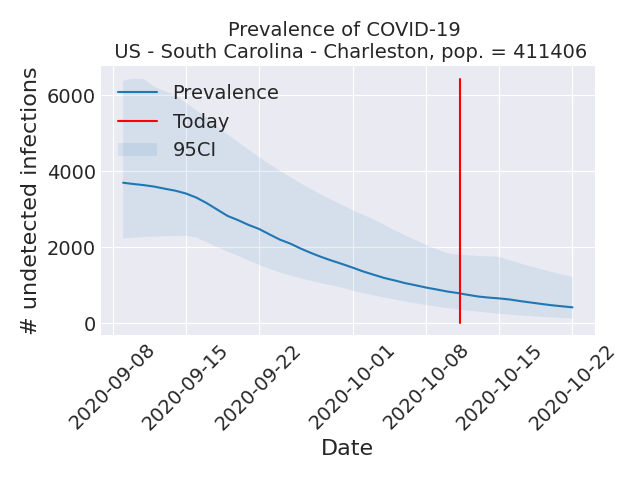 Prevalence of COVID-19
US - South Carolina - Charleston, pop. = 411406
# undetected infections
6000
4000
2000
0
Prevalence
Today
95CI
2020-09-08
2020-09-15
2020-09-22
2020-10-01
2020-10-08
2020-10-15
2020-10-22
Date